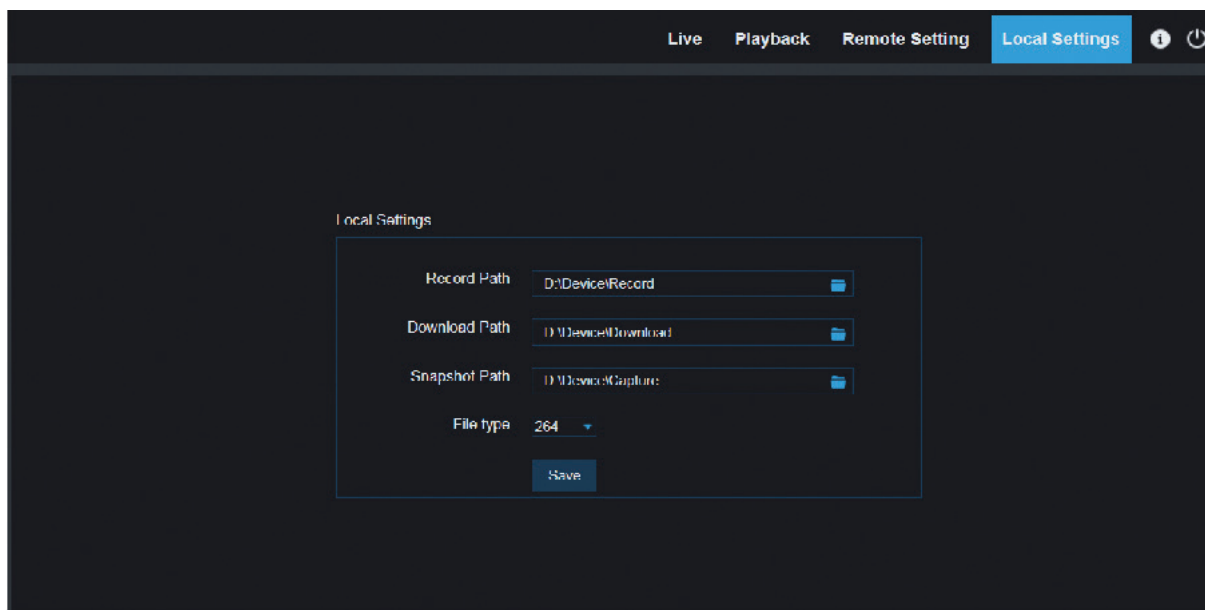 Live Playback Remote Setting Local Settings
Local Settings
Record Path D:\Device\Record
Download Path D:\Device\Download
Snapshot Path D:\Device\Capture
File type 264
Save